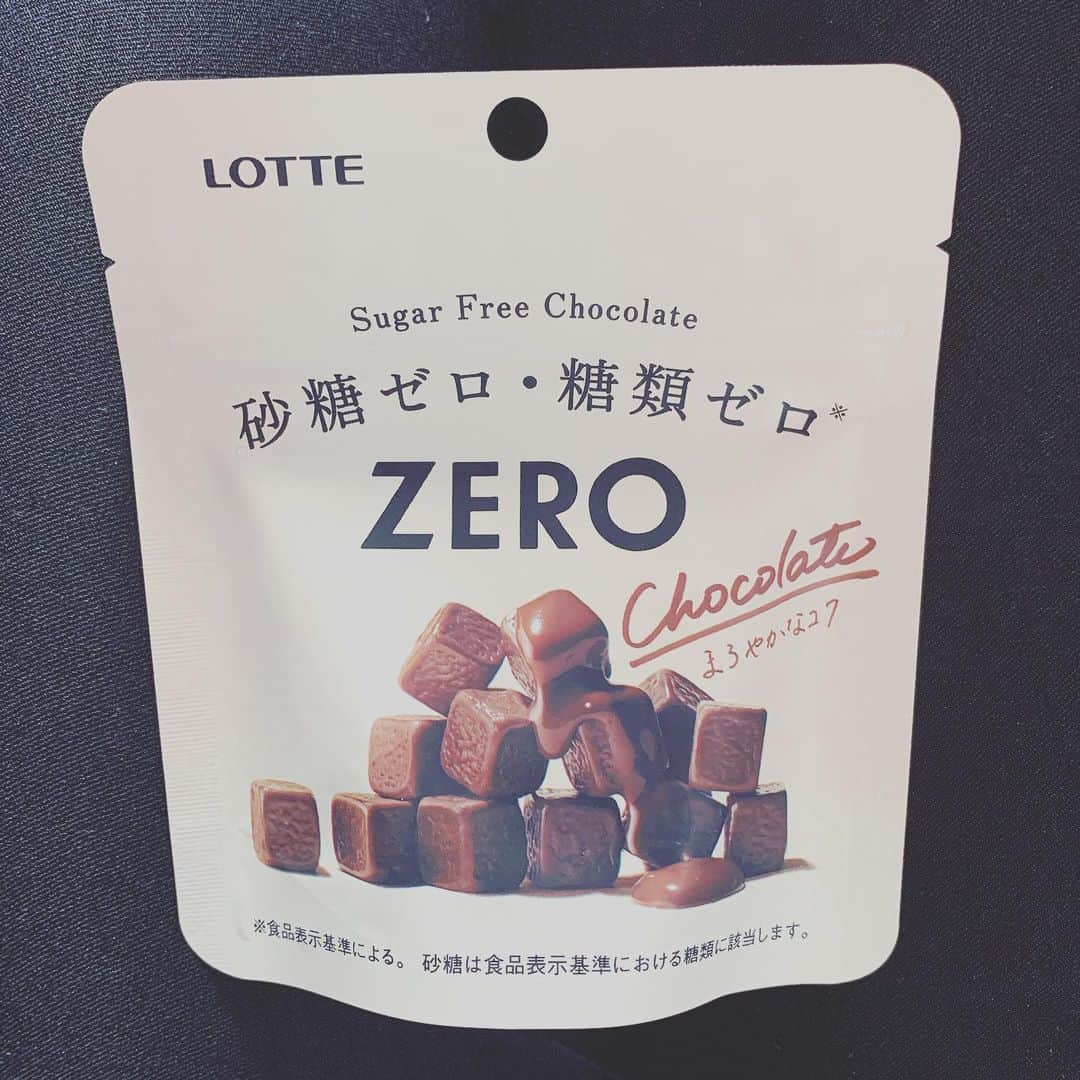 LOTTE
Sugar Free Chocolate
砂糖ゼロ・糖類ゼロ※
ZERO
Chocolate
まろやかなコク
※食品表示基準による。 砂糖は食品表示基準における糖類に該当します。